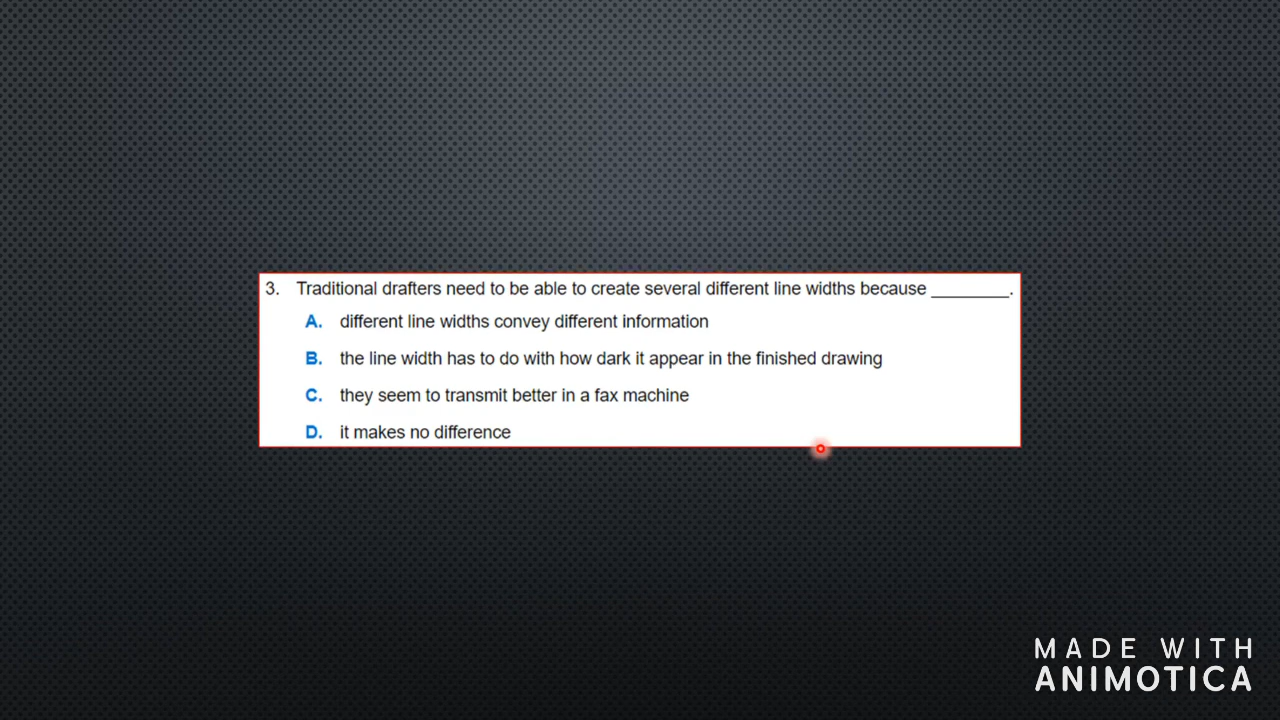 3. Traditional drafters need to be able to create several different line widths because ________.
A. different line widths convey different information
B. the line width has to do with how dark it appear in the finished drawing
C. they seem to transmit better in a fax machine
D. it makes no difference
MADE WITH
ANIMOTICA